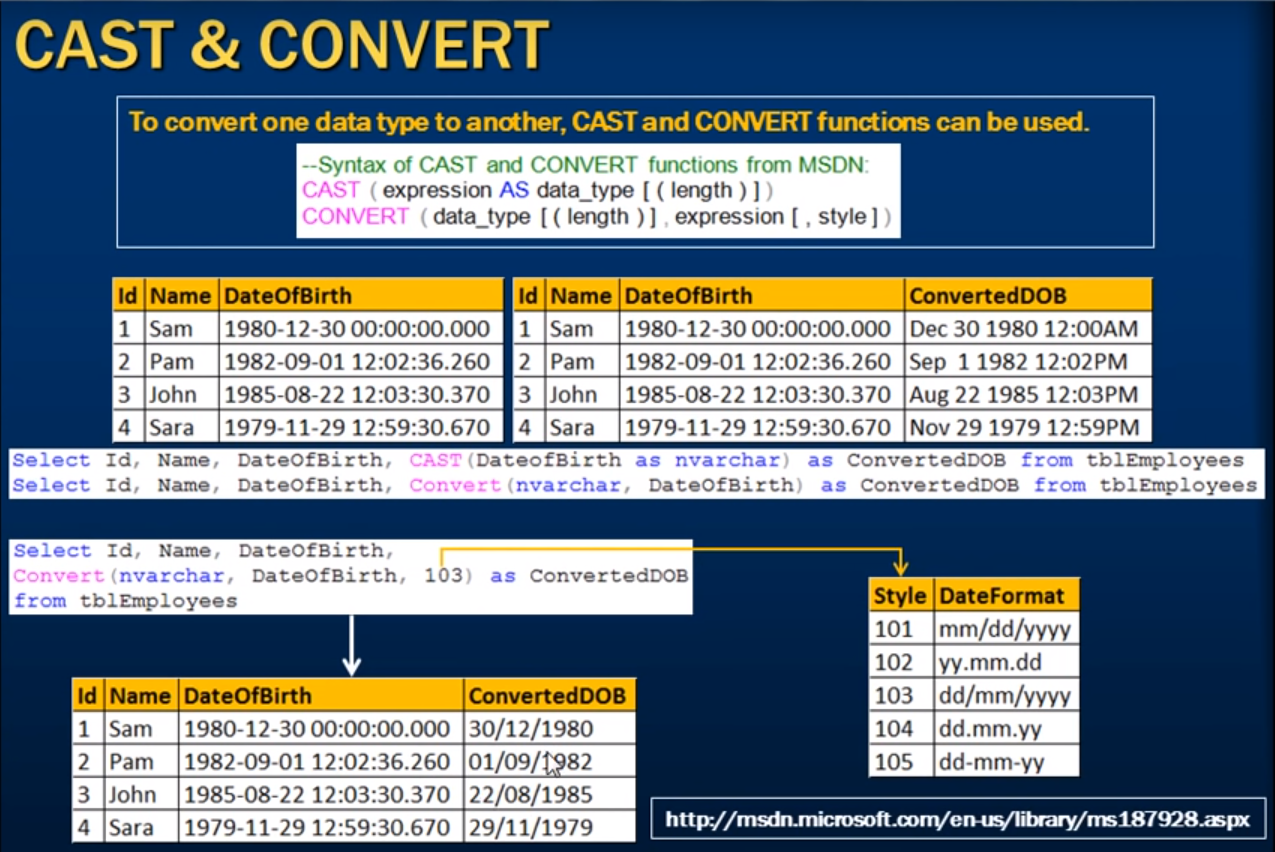 CAST & CONVERT
To convert one data type to another, CAST and CONVERT functions can be used.
--Syntax of CAST and CONVERT functions from MSDN:
CAST ( expression AS data_type [ ( length ) ] )
CONVERT ( data_type [ ( length ) ] , expression [ , style ] )
Id Name DateOfBirth
1 Sam 1980-12-30 00:00:00.000
2 Pam 1982-09-01 12:02:36.260
3 John 1985-08-22 12:03:30.370
4 Sara 1979-11-29 12:59:30.670
Id Name DateOfBirth ConvertedDOB
1 Sam 1980-12-30 00:00:00.000 Dec 30 1980 12:00AM
2 Pam 1982-09-01 12:02:36.260 Sep 1 1982 12:02PM
3 John 1985-08-22 12:03:30.370 Aug 22 1985 12:03PM
4 Sara 1979-11-29 12:59:30.670 Nov 29 1979 12:59PM
Select Id, Name, DateOfBirth, CAST(DateofBirth as nvarchar) as ConvertedDOB from tblEmployees
Select Id, Name, DateOfBirth, Convert(nvarchar, DateOfBirth) as ConvertedDOB from tblEmployees
Select Id, Name, DateOfBirth,
Convert(nvarchar, DateOfBirth, 103) as ConvertedDOB
from tblEmployees
Style DateFormat
101 mm/dd/yyyy
102 yy.mm.dd
103 dd/mm/yyyy
104 dd.mm.yy
105 dd-mm-yy
Id Name DateOfBirth ConvertedDOB
1 Sam 1980-12-30 00:00:00.000 30/12/1980
2 Pam 1982-09-01 12:02:36.260 01/09/1982
3 John 1985-08-22 12:03:30.370 22/08/1985
4 Sara 1979-11-29 12:59:30.670 29/11/1979
http://msdn.microsoft.com/en-us/library/ms187928.aspx